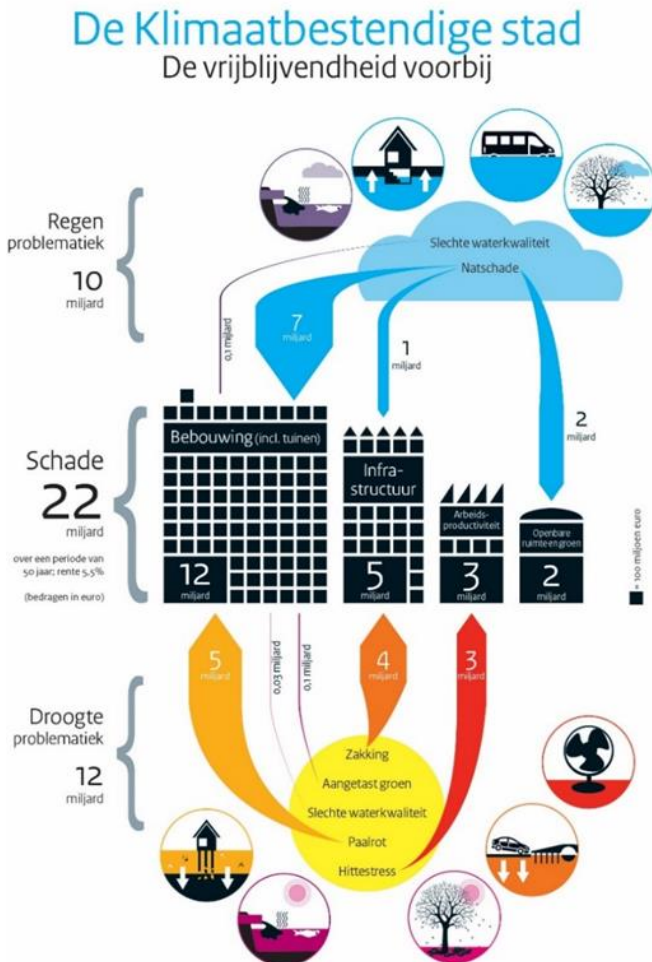 De Klimaatbestendige stad
De vrijblijvendheid voorbij
Regen
problematiek
10
miljard
Slechte waterkwaliteit
Natschade
0,1 miljard
7
miljard
1
miljard
2
miljard
Schade
22
miljard
over een periode van
50 jaar; rente 5,5%
(bedragen in euro)
Bebouwing (incl. tuinen)
12
miljard
Infra-
structuur
5
miljard
Arbeids-
productiviteit
3
miljard
Openbare
ruimte en groen
2
miljard
= 100 miljoen euro
5
miljard
0,03 miljard
0,1 miljard
4
miljard
3
miljard
Droogte
problematiek
12
miljard
Zakking
Aangetast groen
Slechte waterkwaliteit
Paalrot
Hittestress